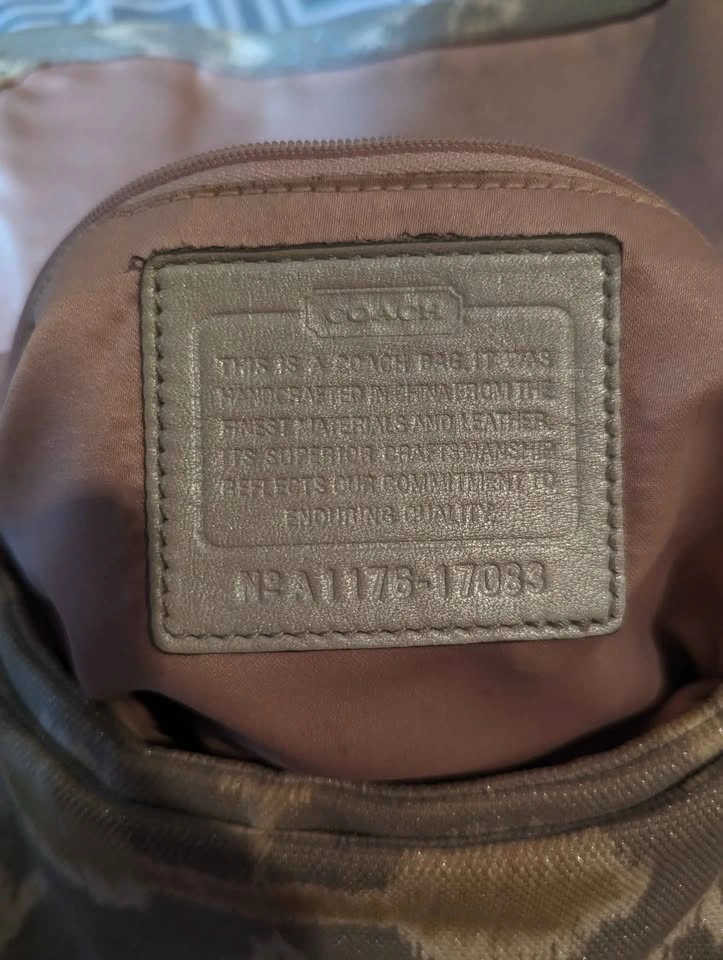 COACH
THIS IS A COACH BAG. IT WAS
HANDCRAFTED IN CHINA FROM THE
FINEST MATERIALS AND LEATHER.
ITS SUPERIOR CRAFTSMANSHIP
REFLECTS OUR COMMITMENT TO
ENDURING QUALITY.
Nº A1176-17083